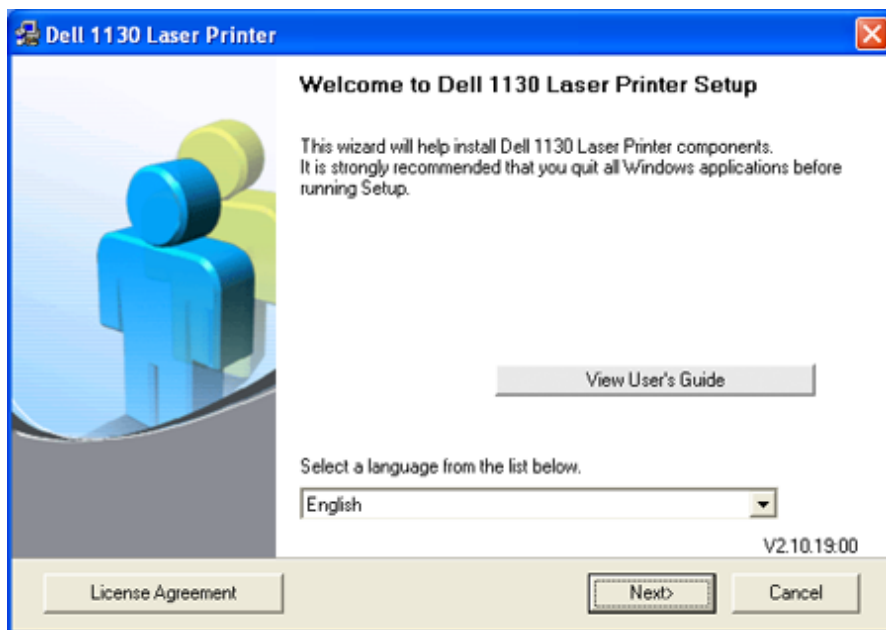 Dell 1130 Laser Printer
Welcome to Dell 1130 Laser Printer Setup
This wizard will help install Dell 1130 Laser Printer components.
It is strongly recommended that you quit all Windows applications before
running Setup.
View User's Guide
Select a language from the list below.
English
V2.10.19:00
License Agreement
Next>
Cancel